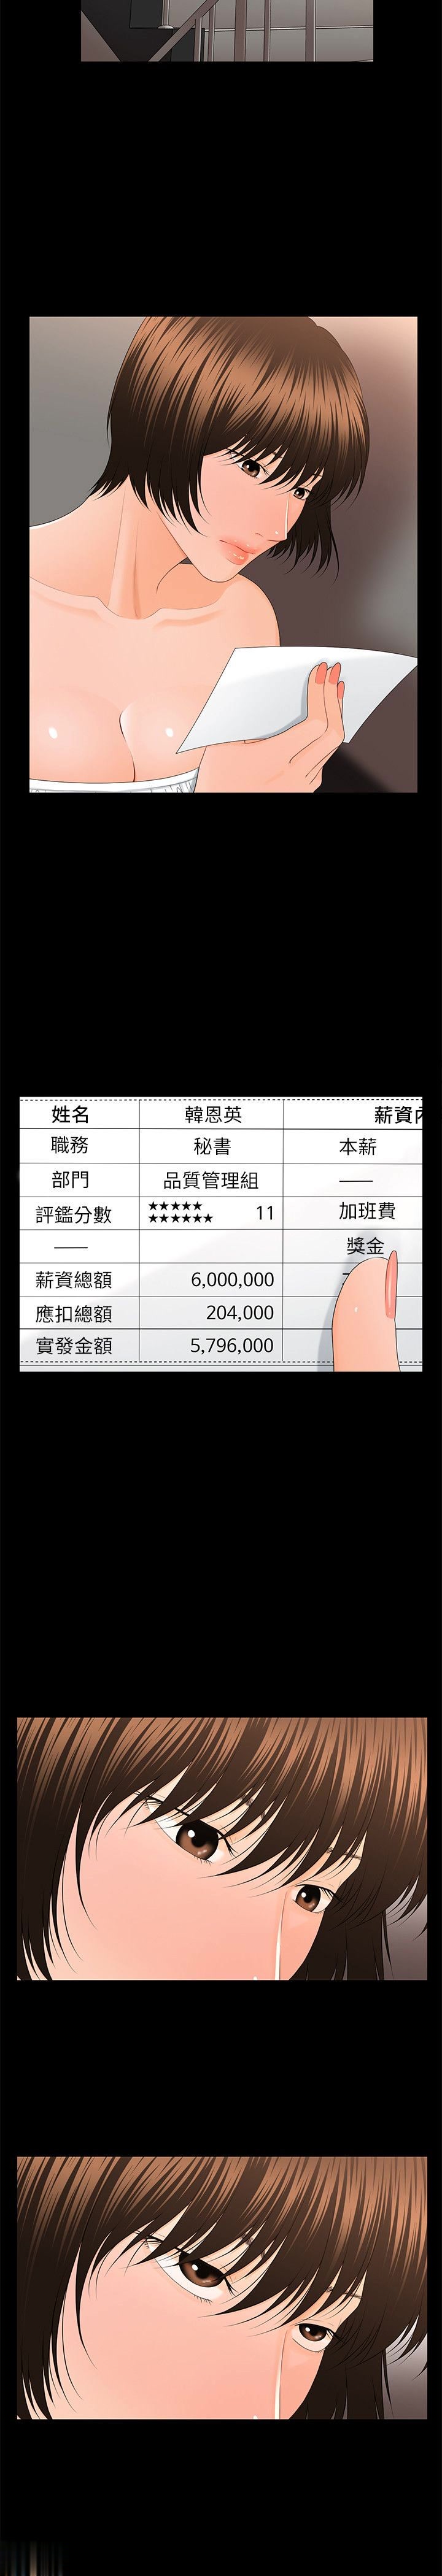 姓名 韓恩英 薪資
職務 秘書 本薪
部門 品質管理組 ——
評鑑分數 ★★★★★ ★★★★★★ 11 加班費
—— 獎金
薪資總額 6,000,000
應扣總額 204,000
實發金額 5,796,000